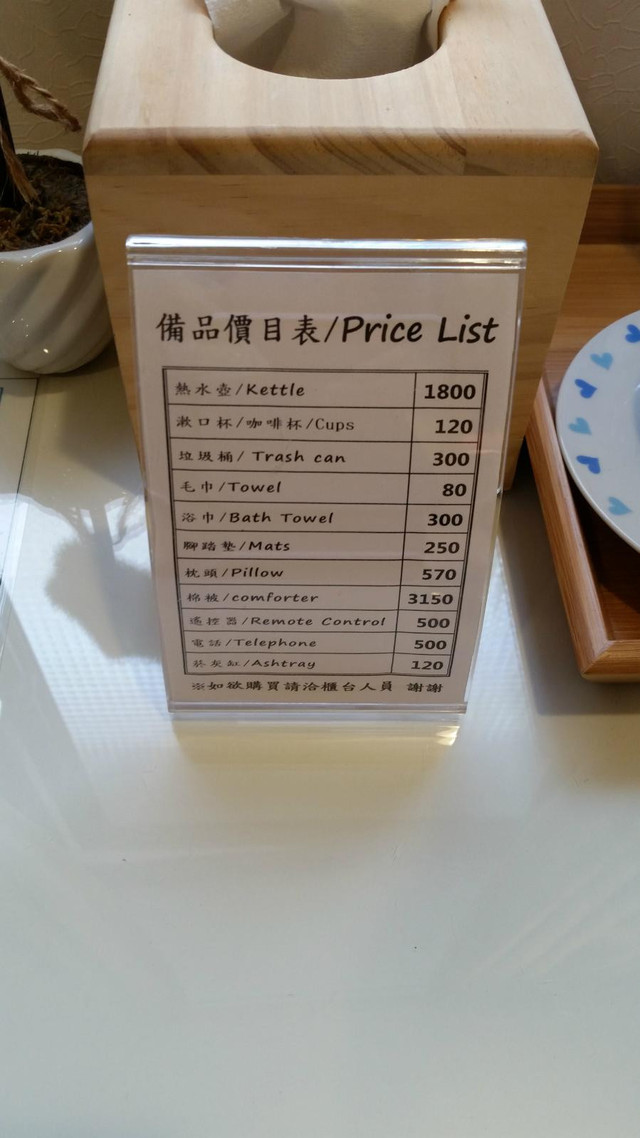 備品價目表/Price List
熱水壺/Kettle 1800
漱口杯/咖啡杯/Cups 120
垃圾桶/ Trash can 300
毛巾/Towel 80
浴巾/Bath Towel 300
腳踏墊/Mats 250
枕頭/Pillow 570
棉被/comforter 3150
遙控器/Remote Control 500
電話/Telephone 500
菸灰缸/Ashtray 120
※如欲購買請洽櫃台人員 謝謝